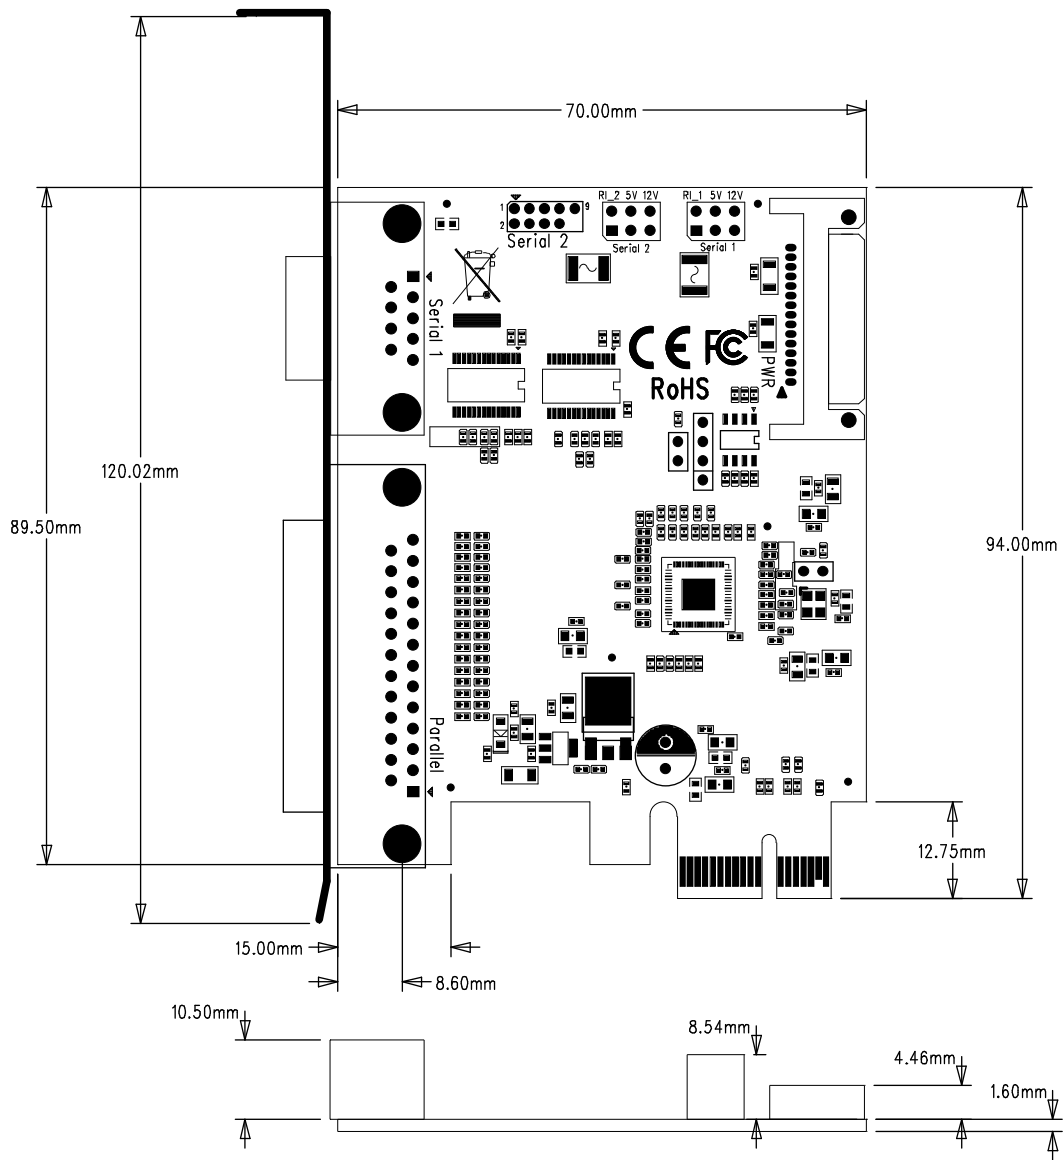 70.00mm
RI_2 5V 12V
RI_1 5V 12V
1
9
2
Serial 2
Serial 2
Serial 1
Serial 1
CE FC
RoHS
PWR
120.02mm
89.50mm
94.00mm
Parallel
12.75mm
15.00mm
8.60mm
10.50mm
8.54mm
4.46mm
1.60mm